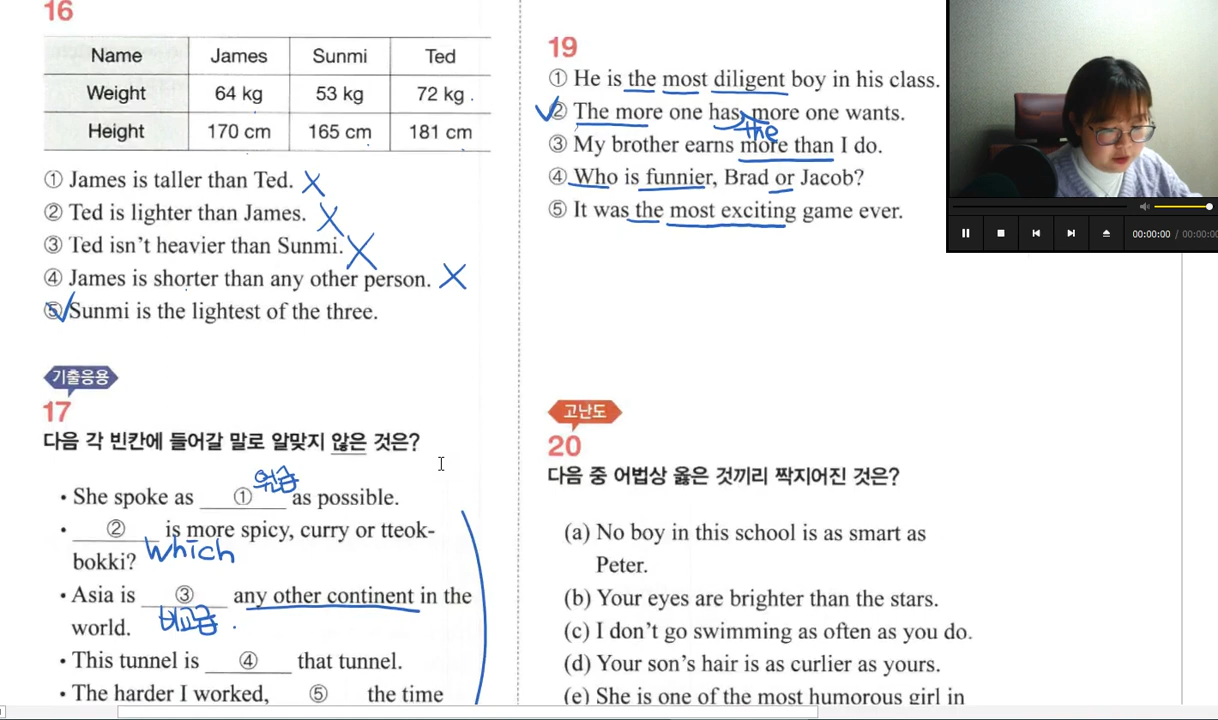 16
Name James Sunmi Ted
Weight 64 kg 53 kg 72 kg
Height 170 cm 165 cm 181 cm
① James is taller than Ted.
② Ted is lighter than James.
③ Ted isn't heavier than Sunmi.
④ James is shorter than any other person.
⑤ Sunmi is the lightest of the three.
기출응용
17
다음 각 빈칸에 들어갈 말로 알맞지 않은 것은?
원급
• She spoke as ① as possible.
• ② is more spicy, curry or tteok-
which
bokki?
• Asia is ③ any other continent in the
비교급
world.
• This tunnel is ④ that tunnel.
• The harder I worked, ⑤ the time
19
① He is the most diligent boy in his class.
② The more one has, more one wants.
the
③ My brother earns more than I do.
④ Who is funnier, Brad or Jacob?
⑤ It was the most exciting game ever.
고난도
20
다음 중 어법상 옳은 것끼리 짝지어진 것은?
(a) No boy in this school is as smart as
Peter.
(b) Your eyes are brighter than the stars.
(c) I don't go swimming as often as you do.
(d) Your son's hair is as curlier as yours.
(e) She is one of the most humorous girl in
00:00:00 / 00:00:00